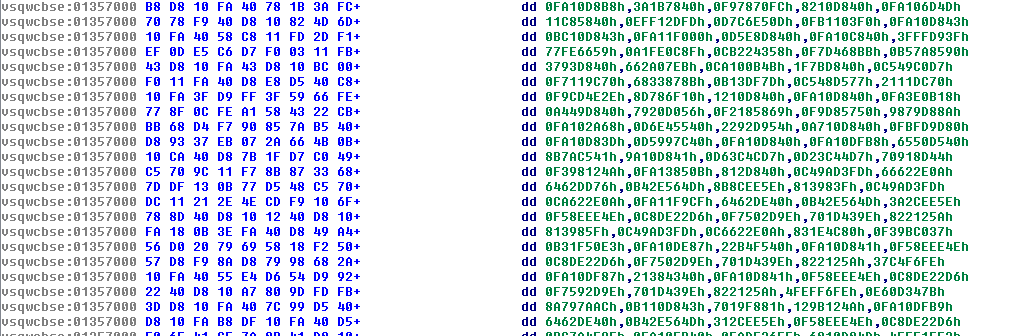 vsqwcbse:01357000 B8 D8 10 FA 40 78 1B 3A FC+ dd 0FA10D8B8h,3A1B7840h,0F97870FCh,8210D840h,0FA106D4Dh
vsqwcbse:01357000 70 78 F9 40 D8 10 82 4D 6D+ dd 11C85840h,0EFF12DFDh,0D7C6E50Dh,0FB1103F0h,0FA10D843h
vsqwcbse:01357000 10 FA 40 58 C8 11 FD 2D F1+ dd 0BC10D843h,0FA11F000h,0D5E8D840h,0FA10C840h,3FFFD93Fh
vsqwcbse:01357000 EF 0D E5 C6 D7 F0 03 11 FB+ dd 77FE6659h,0A1FE0C8Fh,0CB224358h,0F7D468BBh,0B57A8590h
vsqwcbse:01357000 43 D8 10 FA 43 D8 10 BC 00+ dd 3793D840h,662A07EBh,0CA100B4Bh,1F7BD840h,0C549C0D7h
vsqwcbse:01357000 F0 11 FA 40 D8 E8 D5 40 C8+ dd 0F7119C70h,6833878Bh,0B13DF7Dh,0C548D577h,2111DC70h
vsqwcbse:01357000 10 FA 3F D9 FF 3F 59 66 FE+ dd 0F9CD4E2Eh,8D786F10h,1210D840h,0FA10D840h,0FA3E0B18h
vsqwcbse:01357000 77 8F 0C FE A1 58 43 22 CB+ dd 0A449D840h,7920D056h,0F2185869h,0F9D85750h,9879D88Ah
vsqwcbse:01357000 BB 68 D4 F7 90 85 7A B5 40+ dd 0FA102A68h,0D6E45540h,2292D954h,0A710D840h,0FBFD9D80h
vsqwcbse:01357000 D8 93 37 EB 07 2A 66 4B 0B+ dd 0FA10D83Dh,0D5997C40h,0FA10D840h,0FA10DFB8h,6550D540h
vsqwcbse:01357000 10 CA 40 D8 7B 1F D7 C0 49+ dd 8B7AC541h,9A10D841h,0D63C4CD7h,0D23C44D7h,70918D44h
vsqwcbse:01357000 C5 70 9C 11 F7 8B 87 33 68+ dd 0F398124Ah,0FA13850Bh,812D840h,0C49AD3FDh,66622E0Ah
vsqwcbse:01357000 7D DF 13 0B 77 D5 48 C5 70+ dd 6462DD76h,0B42E564Dh,8B8CEE5Eh,813983Fh,0C49AD3FDh
vsqwcbse:01357000 DC 11 21 2E 4E CD F9 10 6F+ dd 0CA622E0Ah,0FA11F9CFh,6462DE40h,0B42E564Dh,3A2CEE5Eh
vsqwcbse:01357000 78 8D 40 D8 10 12 40 D8 10+ dd 0F58EEE4Eh,0C8DE22D6h,0F7502D9Eh,701D439Eh,822125Ah
vsqwcbse:01357000 FA 18 0B 3E FA 40 D8 49 A4+ dd 813985Fh,0C49AD3FDh,0C6622E0Ah,831E4C80h,0F39BC037h
vsqwcbse:01357000 56 D0 20 79 69 58 18 F2 50+ dd 0B31F50E3h,0FA10DE87h,22B4F540h,0FA10D841h,0F58EEE4Eh
vsqwcbse:01357000 57 D8 F9 8A D8 79 98 68 2A+ dd 0C8DE22D6h,0F7502D9Eh,701D439Eh,822125Ah,37C4F6FEh
vsqwcbse:01357000 10 FA 40 55 E4 D6 54 D9 92+ dd 0FA10DF87h,21384340h,0FA10D841h,0F58EEE4Eh,0C8DE22D6h
vsqwcbse:01357000 22 40 D8 10 A7 80 9D FD FB+ dd 0F7592D9Eh,701D439Eh,822125Ah,4FEFF6FEh,0E60D347Bh
vsqwcbse:01357000 3D D8 10 FA 40 7C 99 D5 40+ dd 8A797AACh,0B110D843h,7019F881h,129B124Ah,0FA10DFB9h
vsqwcbse:01357000 D8 10 FA B8 DF 10 FA 40 D5+ dd 6462DE40h,0B42E564Dh,312CEE5Eh,0F58EEE4Eh,0C8DE22D6h